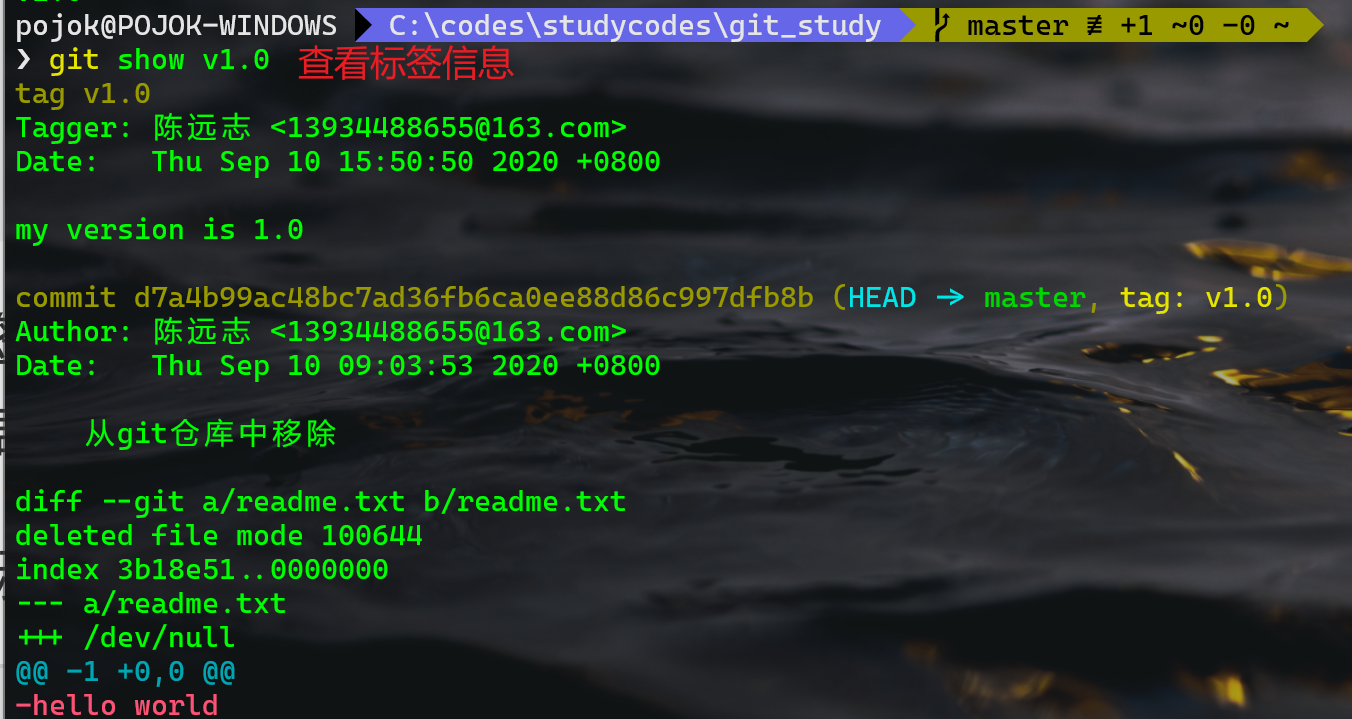 pojok@POJOK-WINDOWS C:\codes\studycodes\git_study master ≢ +1 ~0 -0 ~
❯ git show v1.0 查看标签信息
tag v1.0
Tagger: 陈远志 <13934488655@163.com>
Date:   Thu Sep 10 15:50:50 2020 +0800
my version is 1.0
commit d7a4b99ac48bc7ad36fb6ca0ee88d86c997dfb8b (HEAD -> master, tag: v1.0)
Author: 陈远志 <13934488655@163.com>
Date:   Thu Sep 10 09:03:53 2020 +0800
从git仓库中移除
diff --git a/readme.txt b/readme.txt
deleted file mode 100644
index 3b18e51..0000000
--- a/readme.txt
+++ /dev/null
@@ -1 +0,0 @@
-hello world